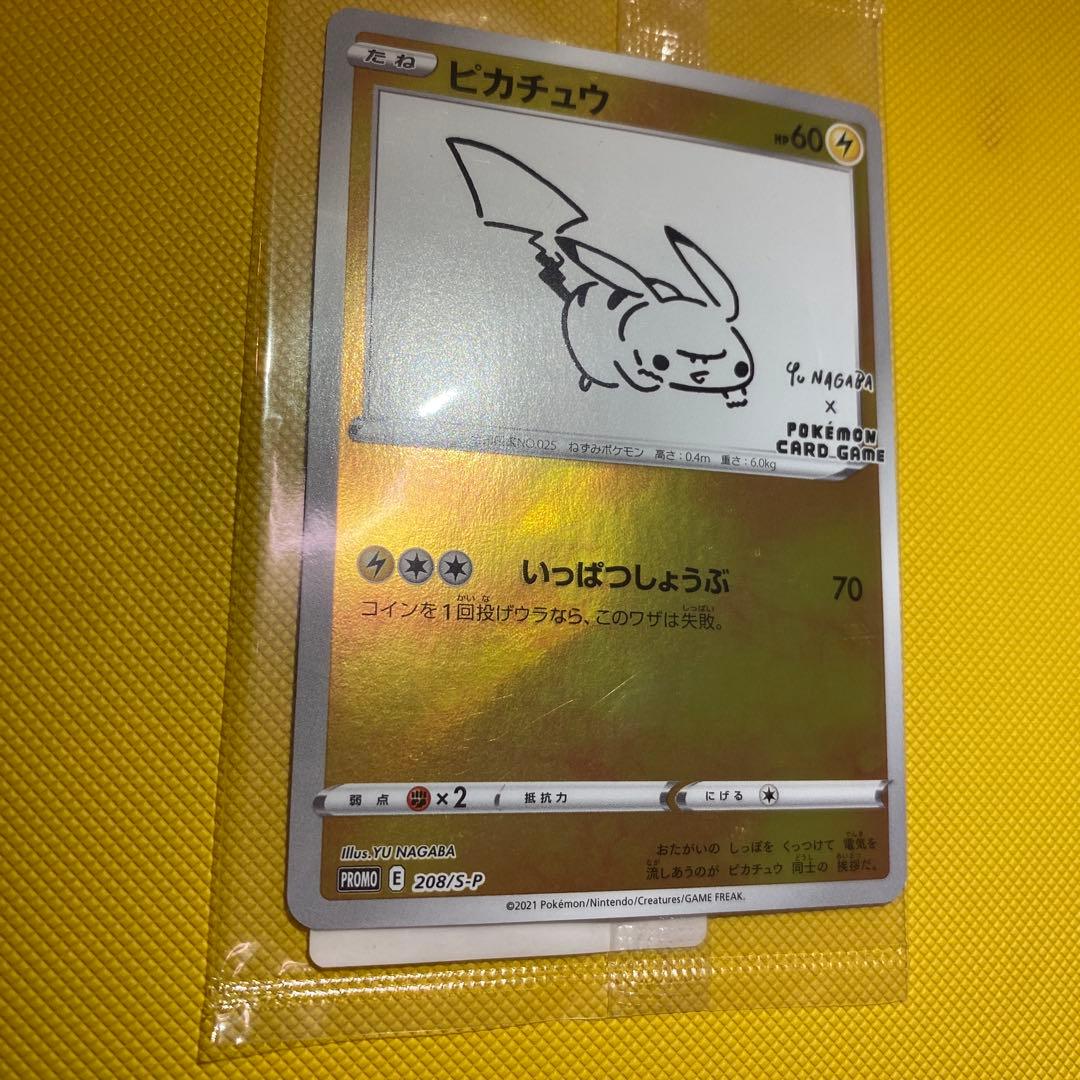 たね ピカチュウ HP60
Yu NAGABA
X
POKÉMON
CARD GAME
NO.025 ねずみポケモン 高さ:0.4m 重さ:6.0kg
いっぱつしょうぶ 70
コインを1回投げウラなら、このワザは失敗。
弱点 ×2 抵抗力 にげる
Illus.YU NAGABA
おたがいの しっぽを くっつけて 電気を
流しあうのが ピカチュウ 同士の 挨拶だ。
PROMO E 208/S-P
©2021 Pokémon/Nintendo/Creatures/GAME FREAK.